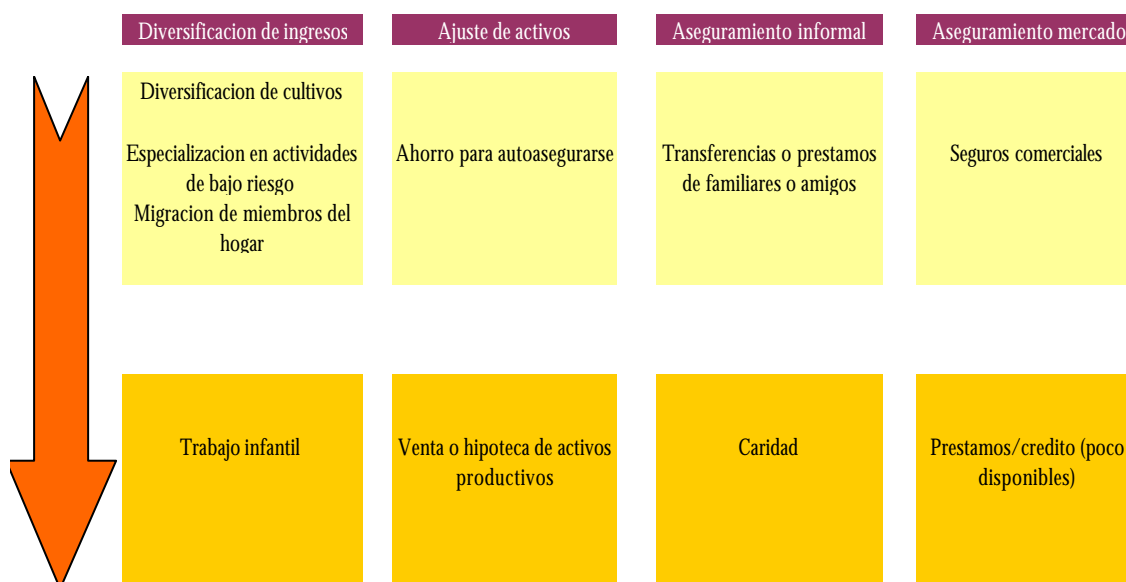 Diversificacion de ingresos
Ajuste de activos
Aseguramiento informal
Aseguramiento mercado
Diversificacion de cultivos
Especializacion en actividades
de bajo riesgo
Migracion de miembros del
hogar
Ahorro para autoasegurarse
Transferencias o prestamos
de familiares o amigos
Seguros comerciales
Trabajo infantil
Venta o hipoteca de activos
productivos
Caridad
Prestamos/credito (poco
disponibles)